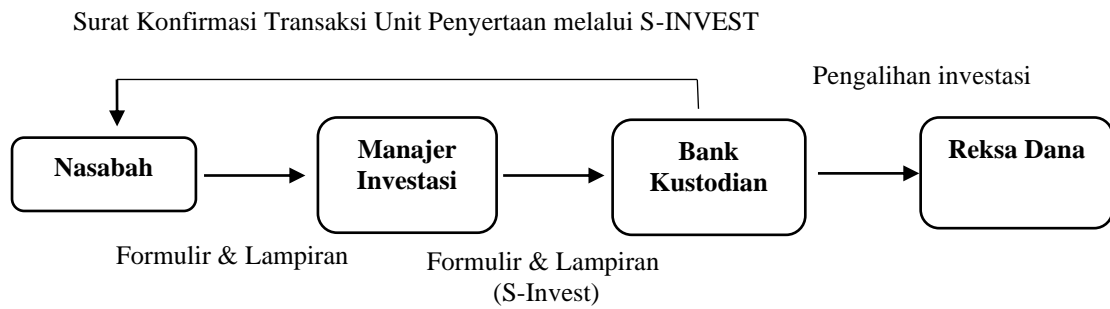 Surat Konfirmasi Transaksi Unit Penyertaan melalui S-INVEST
Pengalihan investasi
Nasabah
Manajer
Investasi
Bank
Kustodian
Reksa Dana
Formulir & Lampiran
Formulir & Lampiran
(S-Invest)